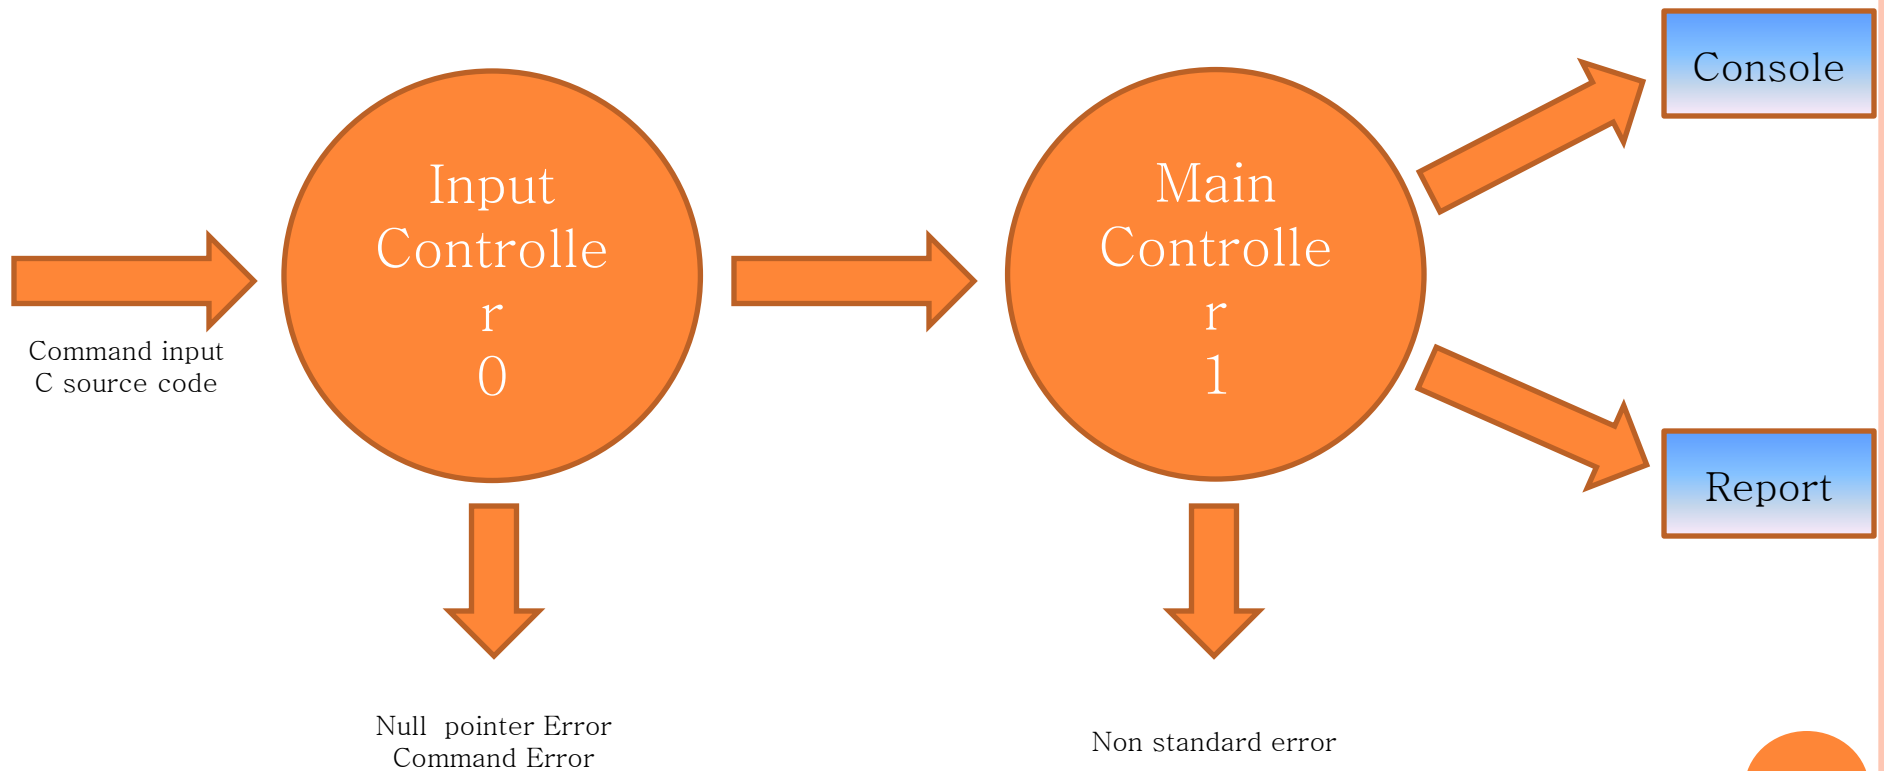 Console
Input
Controlle
r
0
Main
Controlle
r
1
Command input
C source code
Report
Null  pointer Error
Command Error
Non standard error